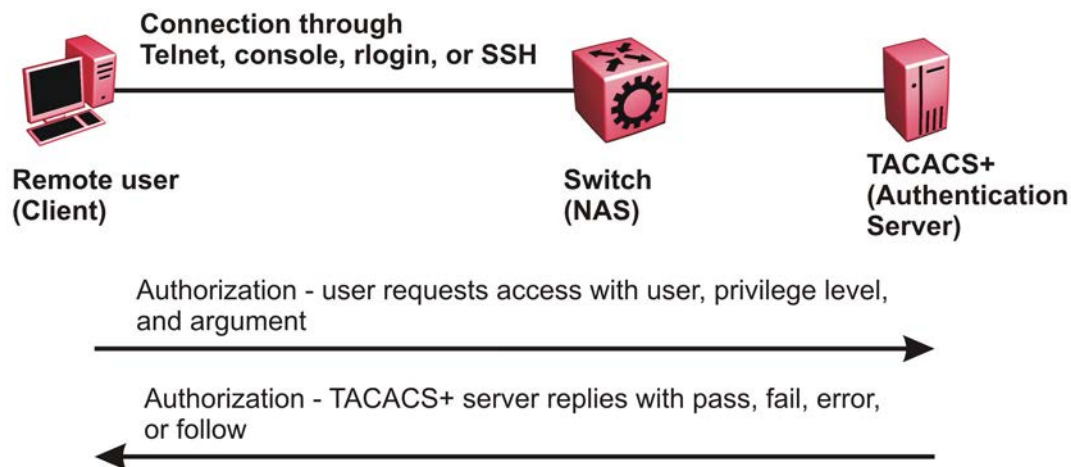 Connection through
Telnet, console, rlogin, or SSH
Remote user
(Client)
Switch
(NAS)
TACACS+
(Authentication
Server)
Authorization - user requests access with user, privilege level,
and argument
Authorization - TACACS+ server replies with pass, fail, error,
or follow